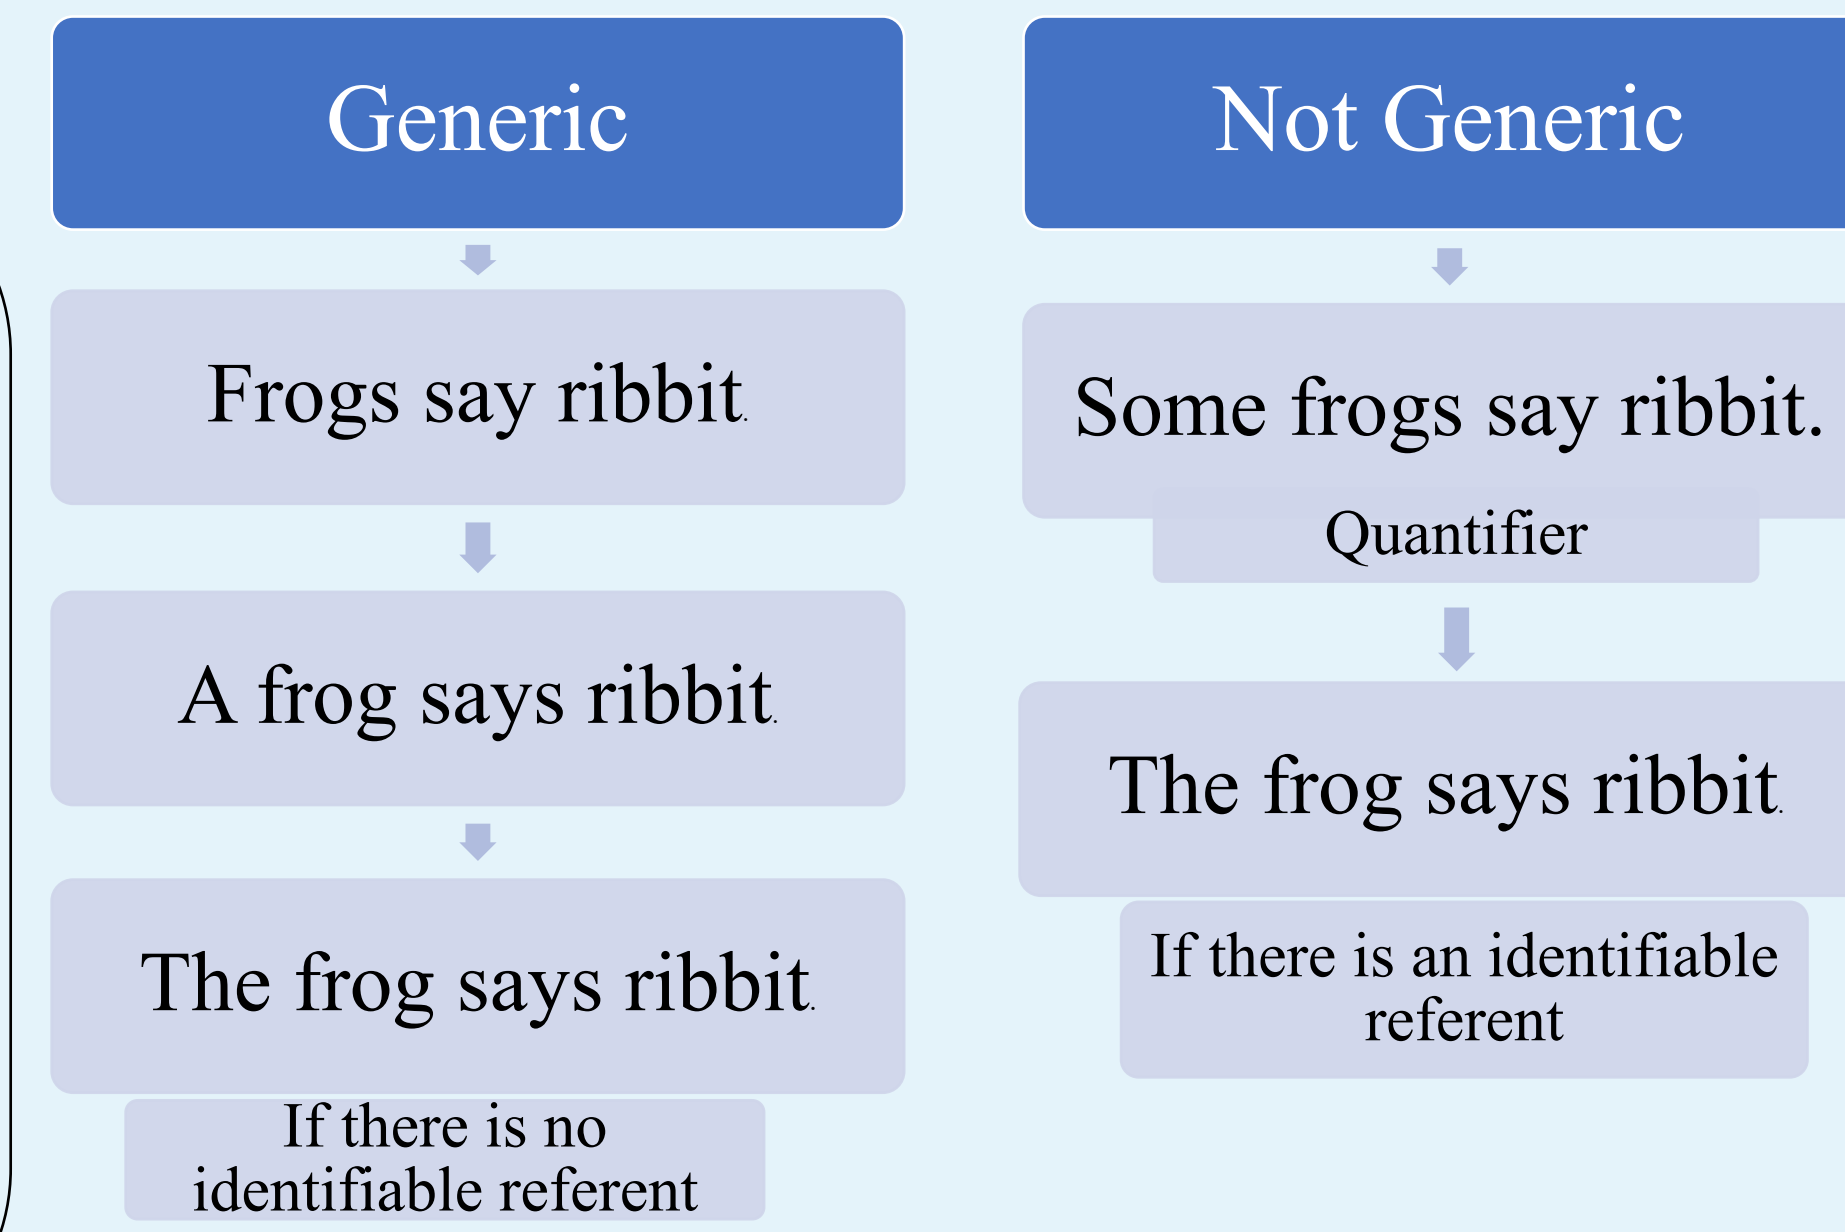 Generic
Frogs say ribbit.
A frog says ribbit.
The frog says ribbit.
If there is no
identifiable referent
Not Generic
Some frogs say ribbit.
Quantifier
The frog says ribbit.
If there is an identifiable
referent